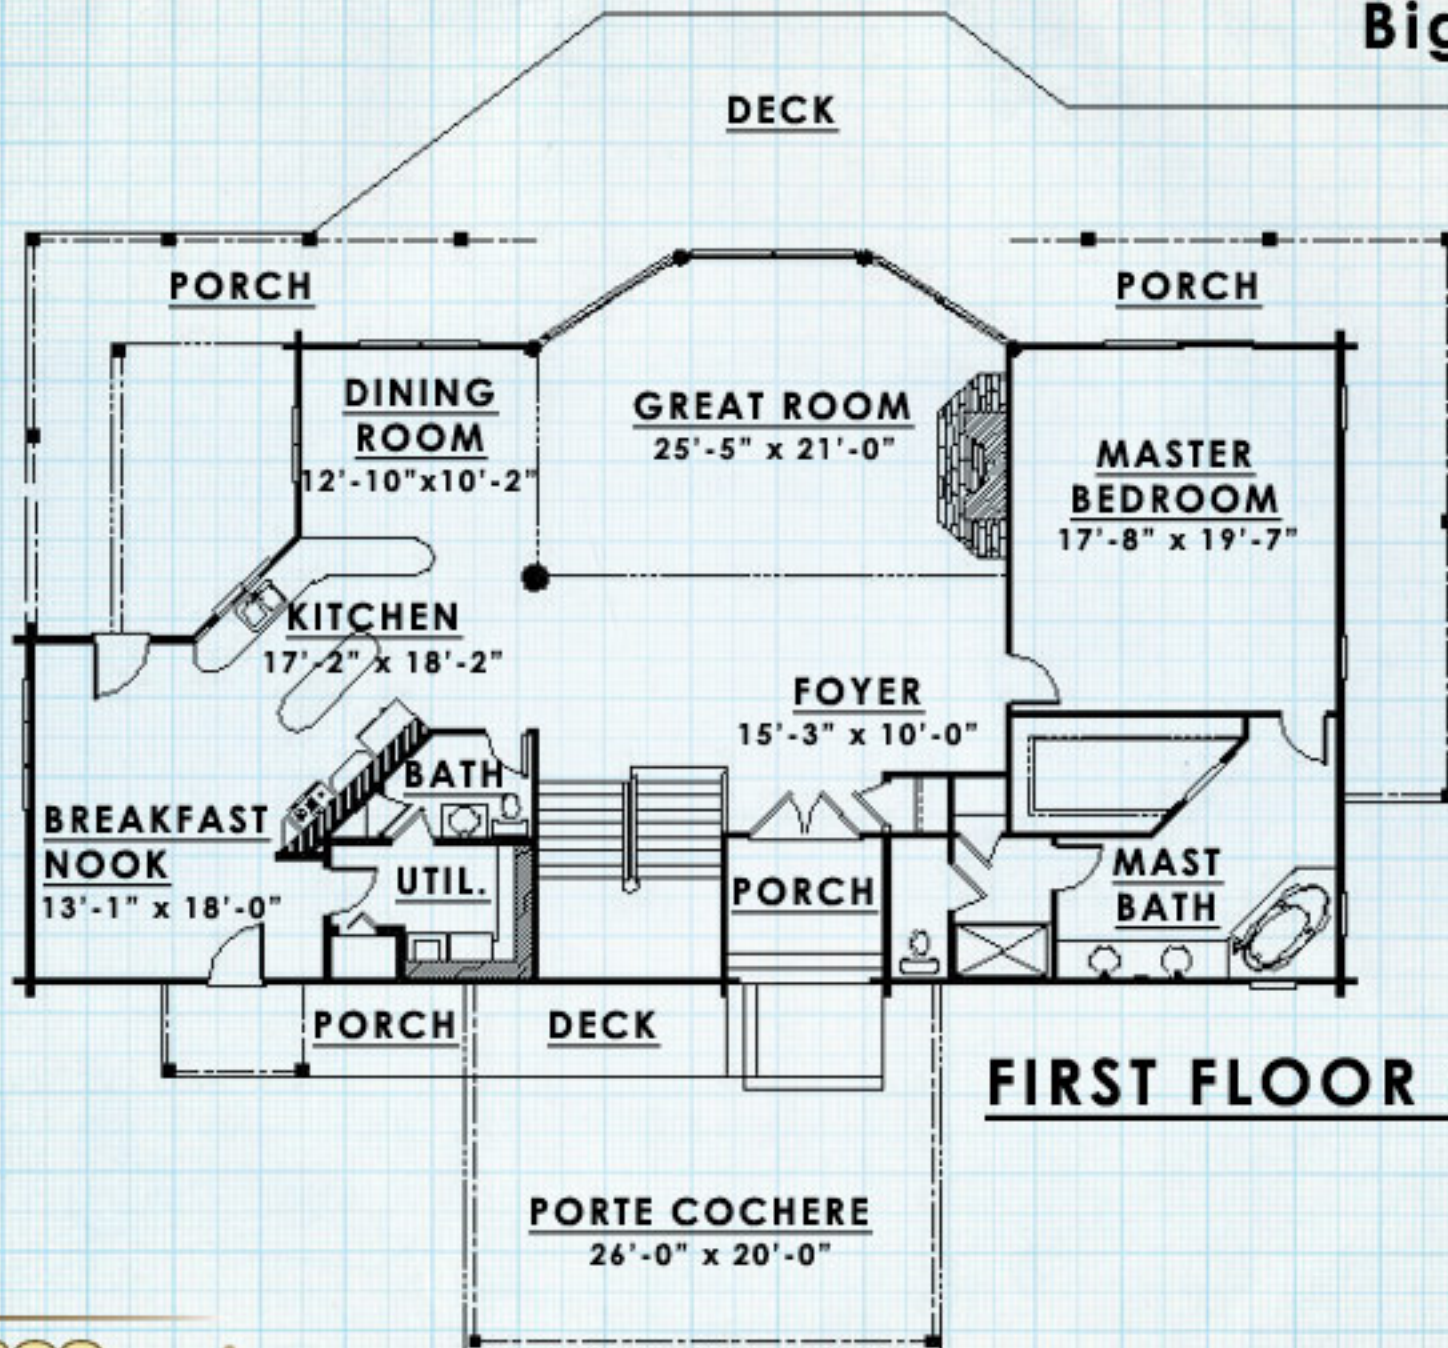 Big
DECK
PORCH
PORCH
DINING
ROOM
12'-10"x10'-2"
GREAT ROOM
25'-5" x 21'-0"
MASTER
BEDROOM
17'-8" x 19'-7"
KITCHEN
17'-2" x 18'-2"
FOYER
15'-3" x 10'-0"
BATH
BREAKFAST
NOOK
13'-1" x 18'-0"
UTIL.
PORCH
MAST
BATH
PORCH
DECK
FIRST FLOOR
PORTE COCHERE
26'-0" x 20'-0"